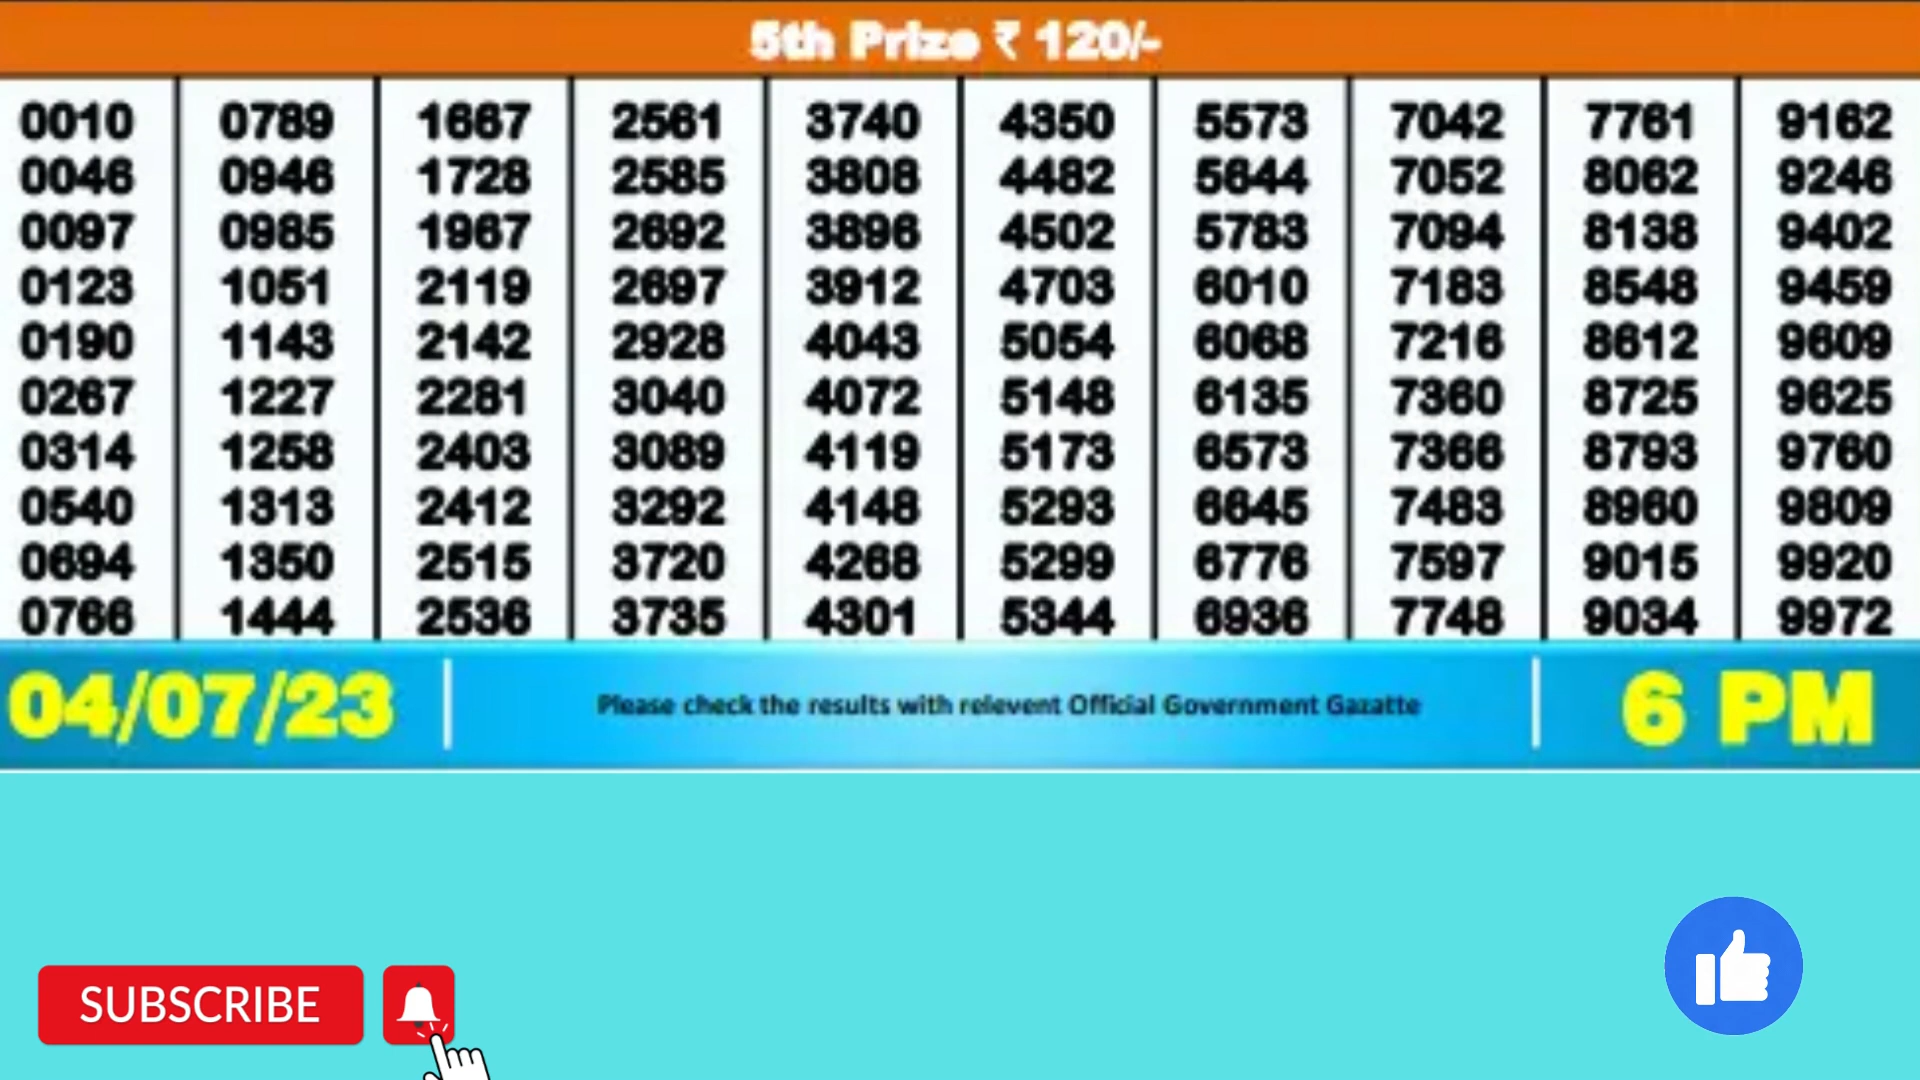 5th Prize ₹ 120/-
0010 0789 1667 2561 3740 4350 5573 7042 7761 9162
0046 0946 1728 2585 3808 4482 5644 7052 8062 9246
0097 0985 1967 2692 3896 4502 5783 7094 8138 9402
0123 1051 2119 2697 3912 4703 6010 7183 8548 9459
0190 1143 2142 2928 4043 5054 6068 7216 8612 9609
0267 1227 2281 3040 4072 5148 6135 7360 8725 9625
0314 1258 2403 3089 4119 5173 6573 7366 8793 9760
0540 1313 2412 3292 4148 5293 6645 7483 8960 9809
0694 1350 2515 3720 4268 5299 6776 7597 9015 9920
0766 1444 2536 3735 4301 5344 6936 7748 9034 9972
04/07/23 Please check the results with relevent Official Government Gazatte 6 PM
SUBSCRIBE